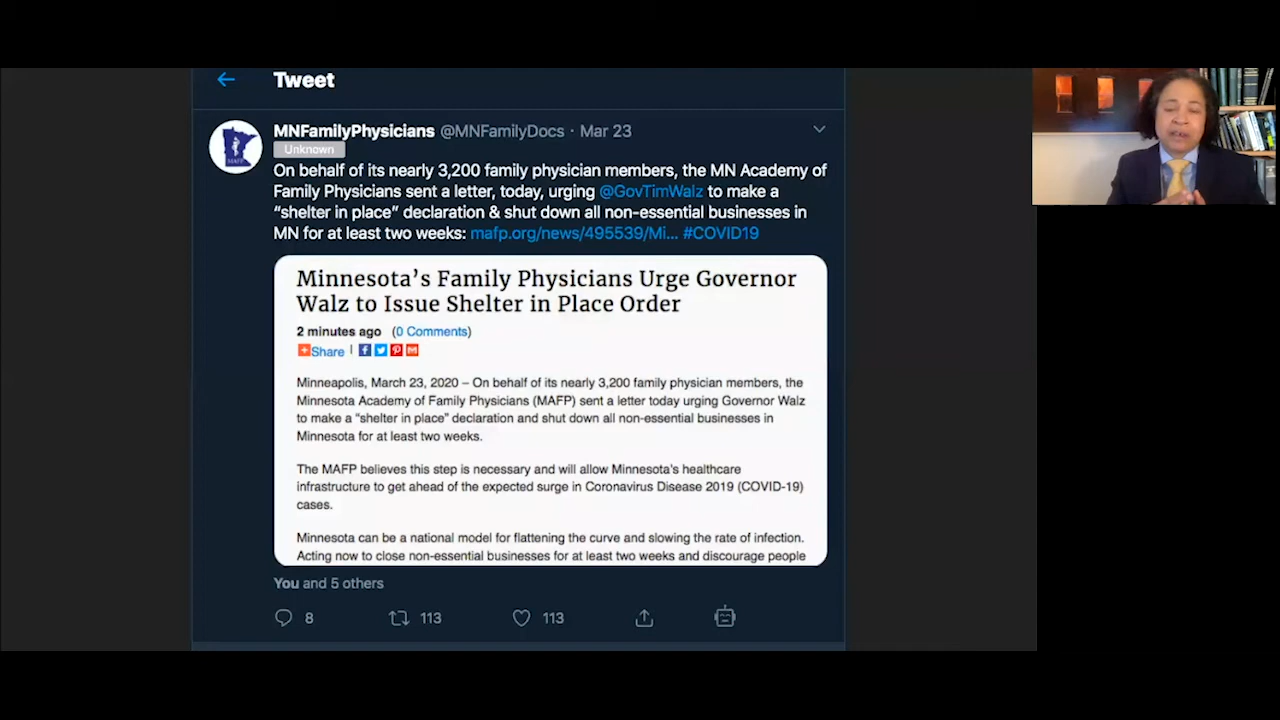 Tweet
MNFamilyPhysicians @MNFamilyDocs · Mar 23
Unknown
On behalf of its nearly 3,200 family physician members, the MN Academy of
Family Physicians sent a letter, today, urging @GovTimWalz to make a
“shelter in place” declaration & shut down all non-essential businesses in
MN for at least two weeks: mafp.org/news/495539/Mi... #COVID19
Minnesota’s Family Physicians Urge Governor
Walz to Issue Shelter in Place Order
2 minutes ago (0 Comments)
Share |
Minneapolis, March 23, 2020 – On behalf of its nearly 3,200 family physician members, the
Minnesota Academy of Family Physicians (MAFP) sent a letter today urging Governor Walz
to make a “shelter in place” declaration and shut down all non-essential businesses in
Minnesota for at least two weeks.
The MAFP believes this step is necessary and will allow Minnesota’s healthcare
infrastructure to get ahead of the expected surge in Coronavirus Disease 2019 (COVID-19)
cases.
Minnesota can be a national model for flattening the curve and slowing the rate of infection.
Acting now to close non-essential businesses for at least two weeks and discourage people
You and 5 others
8 113 113